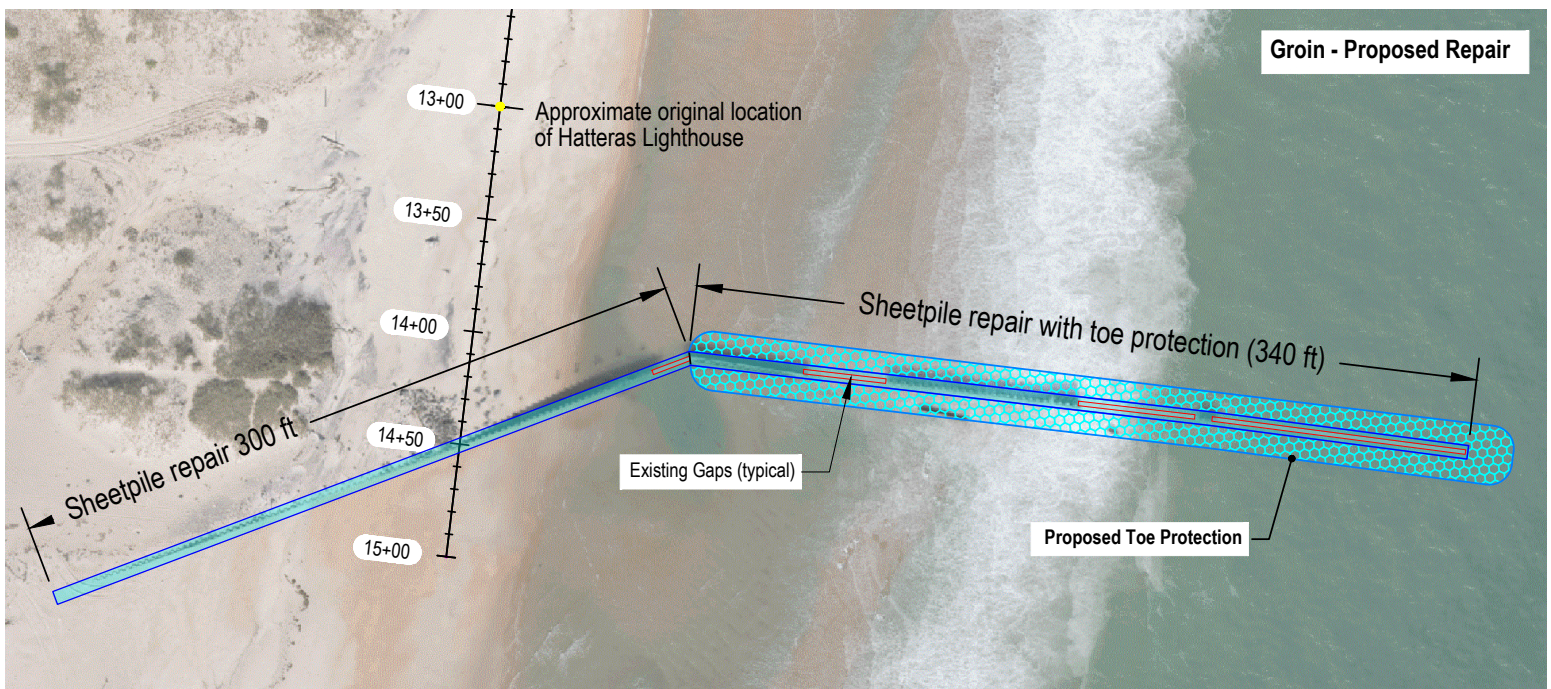 Groin - Proposed Repair
13+00
Approximate original location
of Hatteras Lighthouse
13+50
14+00
Sheetpile repair with toe protection (340 ft)
Sheetpile repair 300 ft
14+50
Existing Gaps (typical)
15+00
Proposed Toe Protection